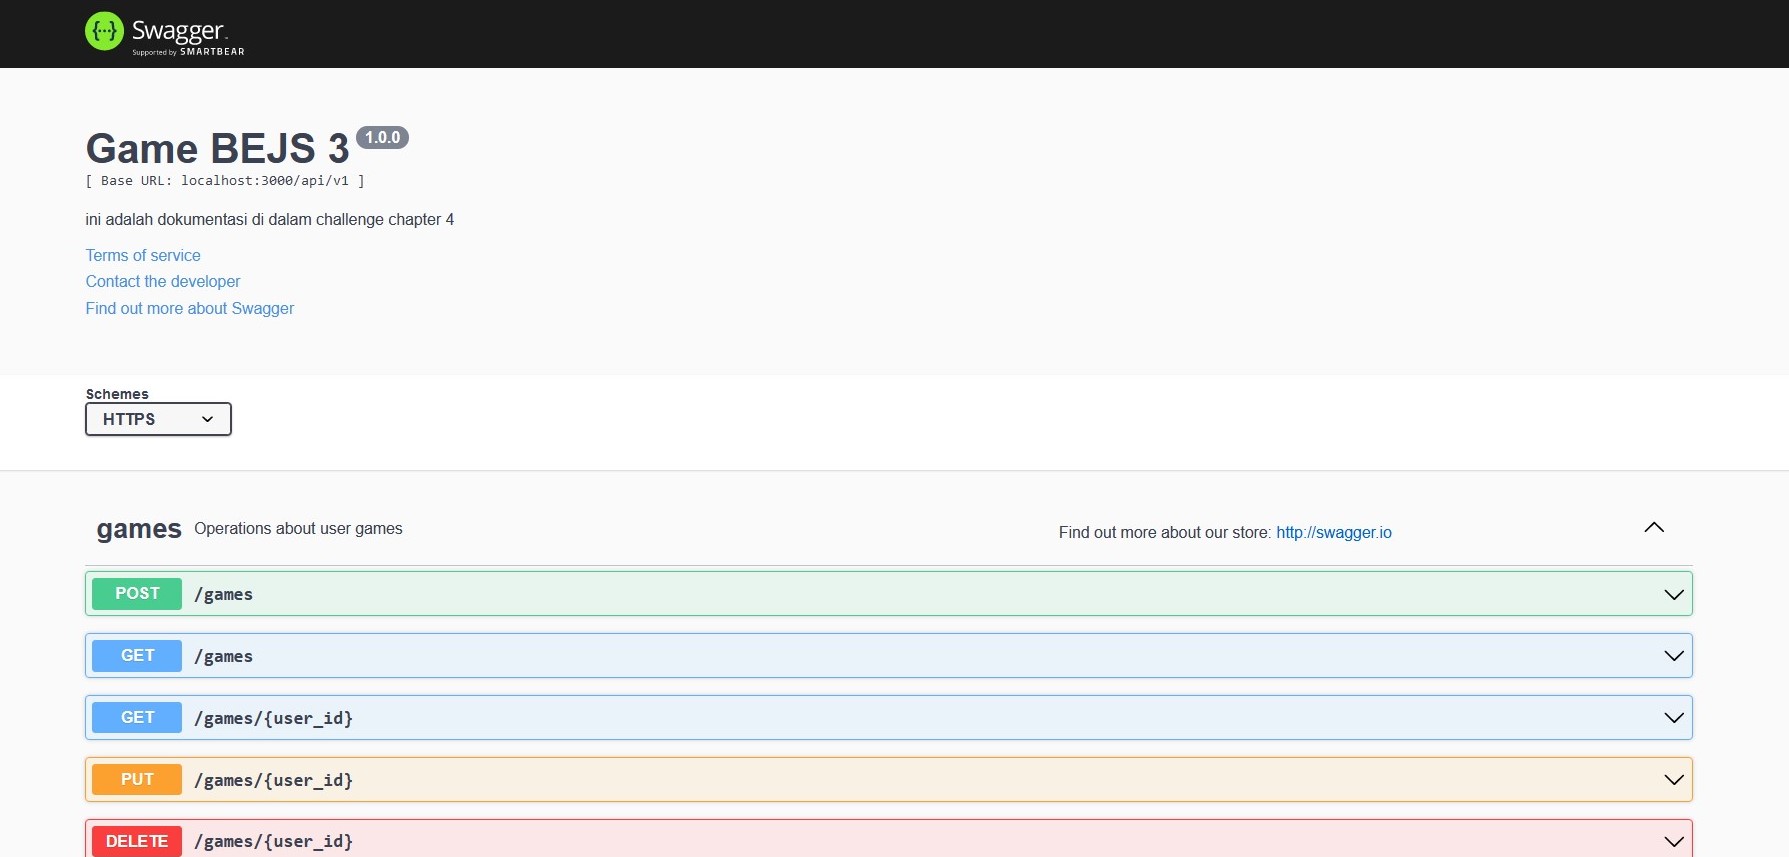 {···} Swagger™
Supported by SMARTBEAR
Game BEJS 3 1.0.0
[ Base URL: localhost:3000/api/v1 ]
ini adalah dokumentasi di dalam challenge chapter 4
Terms of service
Contact the developer
Find out more about Swagger
Schemes
HTTPS
games Operations about user games Find out more about our store: http://swagger.io
POST /games
GET /games
GET /games/{user_id}
PUT /games/{user_id}
DELETE /games/{user_id}